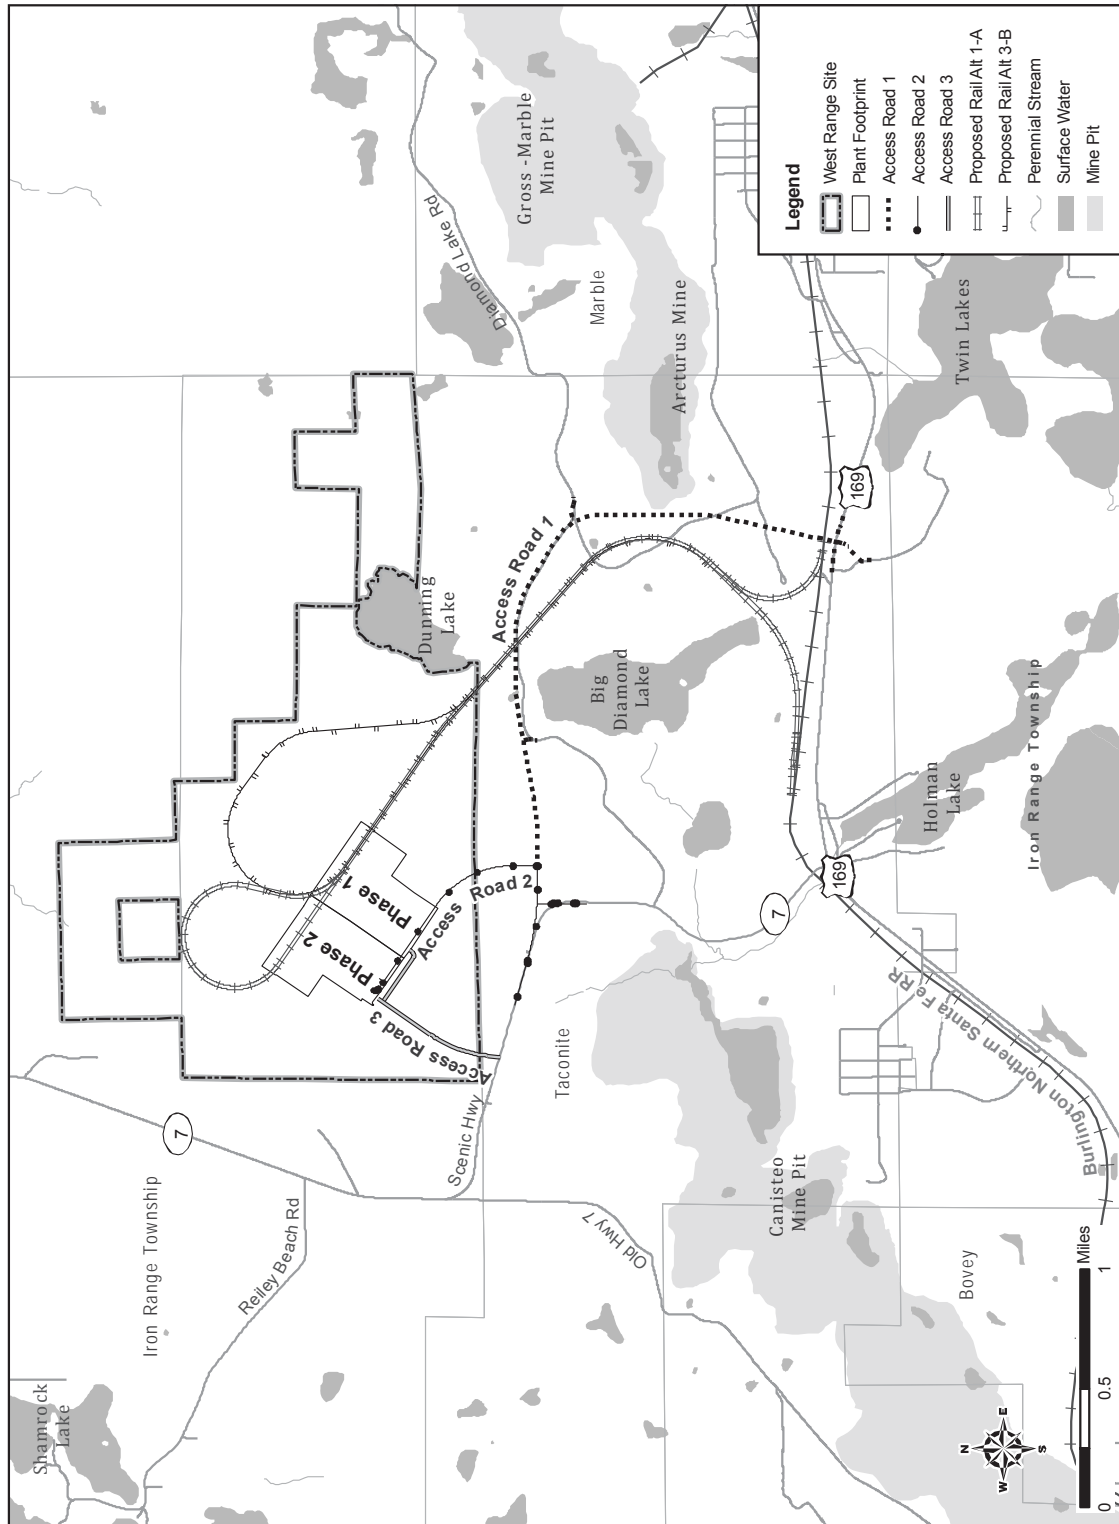 Shamrock
Lake
Iron Range Township
Reiley Beach Rd
7
Scenic Hwy
Old Hwy 7
Access Road 3
Phase 2
Phase 1
Access Road 2
Access Road 1
Dunning
Lake
Diamond Lake Rd
Gross-Marble
Mine Pit
Marble
Arcturus Mine
Big
Diamond
Lake
Taconite
Canisteo
Mine Pit
7
169
169
Holman
Lake
Twin Lakes
Iron Range Township
Burlington Northern Santa Fe RR
Bovey
N
W
E
S
0
0.5
1
Miles
Legend
West Range Site
Plant Footprint
Access Road 1
Access Road 2
Access Road 3
Proposed Rail Alt 1-A
Proposed Rail Alt 3-B
Perennial Stream
Surface Water
Mine Pit